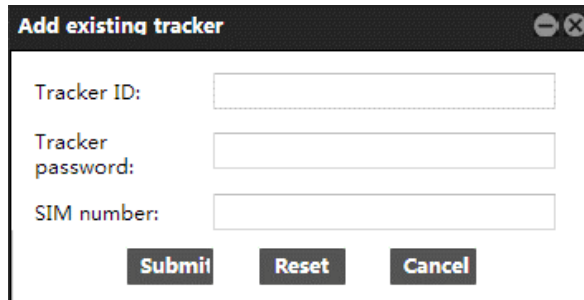 Add existing tracker
Tracker ID:
Tracker
password:
SIM number:
Submit Reset Cancel